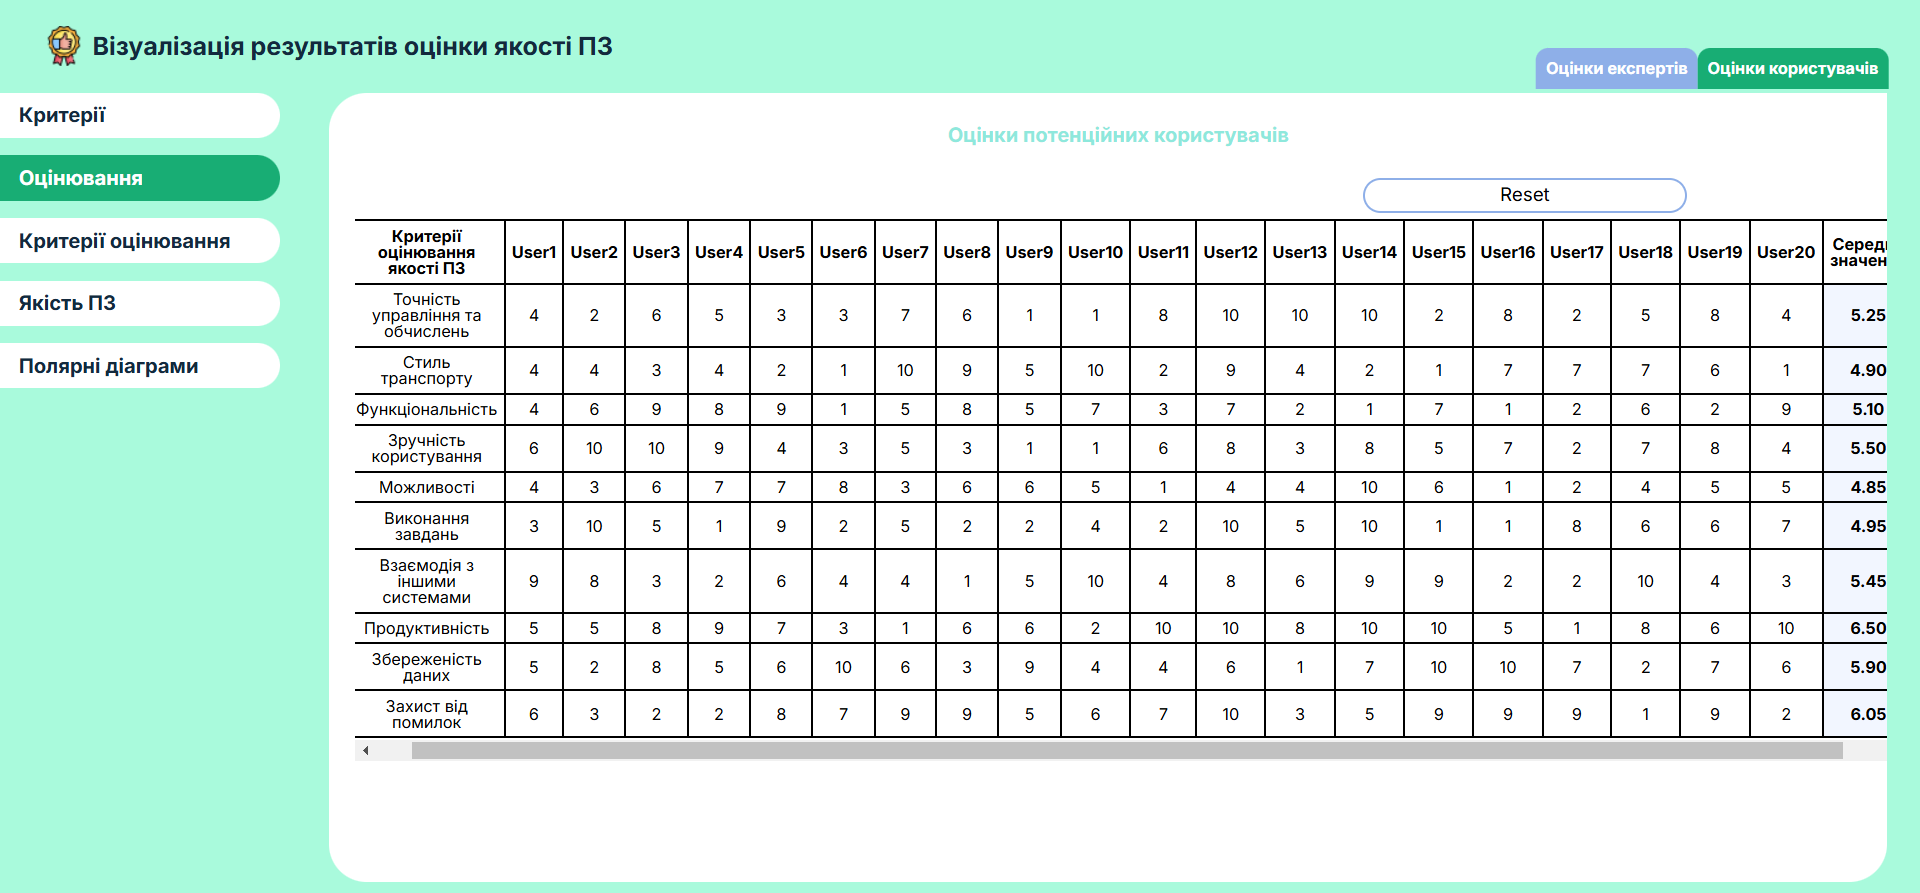 Візуалізація результатів оцінки якості ПЗ
Оцінки експертів Оцінки користувачів
Критерії
Оцінювання
Критерії оцінювання
Якість ПЗ
Полярні діаграми
Оцінки потенційних користувачів
Reset
Критерії оцінювання якості ПЗ User1 User2 User3 User4 User5 User6 User7 User8 User9 User10 User11 User12 User13 User14 User15 User16 User17 User18 User19 User20
Точність управління та обчислень 4 2 6 5 3 3 7 6 1 1 8 10 10 10 2 8 2 5 8 4 5.25
Стиль транспорту 4 4 3 4 2 1 10 9 5 10 2 9 4 2 1 7 7 7 6 1 4.90
Функціональність 4 6 9 8 9 1 5 8 5 7 3 7 2 1 7 1 2 6 2 9 5.10
Зручність користування 6 10 10 9 4 3 5 3 1 1 6 8 3 8 5 7 2 7 8 4 5.50
Можливості 4 3 6 7 7 8 3 6 6 5 1 4 4 10 6 1 2 4 5 5 4.85
Виконання завдань 3 10 5 1 9 2 5 2 2 4 2 10 5 10 1 1 8 6 6 7 4.95
Взаємодія з іншими системами 9 8 3 2 6 4 4 1 5 10 4 8 6 9 9 2 2 10 4 3 5.45
Продуктивність 5 5 8 9 7 3 1 6 6 2 10 10 8 10 10 5 1 8 6 10 6.50
Збереженість даних 5 2 8 5 6 10 6 3 9 4 4 6 1 7 10 10 7 2 7 6 5.90
Захист від помилок 6 3 2 2 8 7 9 9 5 6 7 10 3 5 9 9 9 1 9 2 6.05